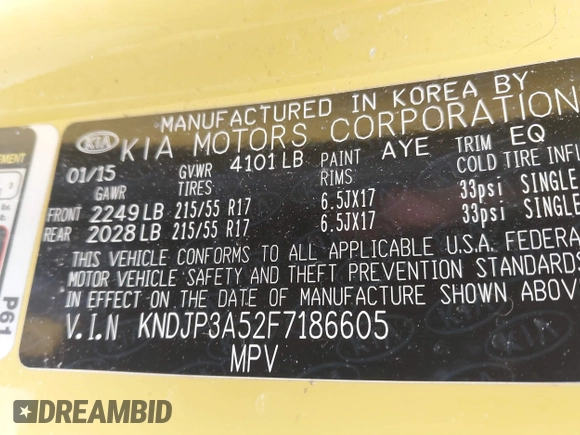 MANUFACTURED IN KOREA BY
KIA KIA MOTORS CORPORATION
01/15 GVWR 4101 LB PAINT AYE TRIM EQ
GAWR TIRES RIMS COLD TIRE INFL
FRONT 2249 LB 215/55 R17 6.5JX17 33psi SINGLE
REAR 2028 LB 215/55 R17 6.5JX17 33psi SINGLE
THIS VEHICLE CONFORMS TO ALL APPLICABLE U.S.A. FEDERA
MOTOR VEHICLE SAFETY AND THEFT PREVENTION STANDARDS
IN EFFECT ON THE DATE OF MANUFACTURE SHOWN ABOV
V.I.N KNDJP3A52F7186605
MPV
P61
DREAMBID